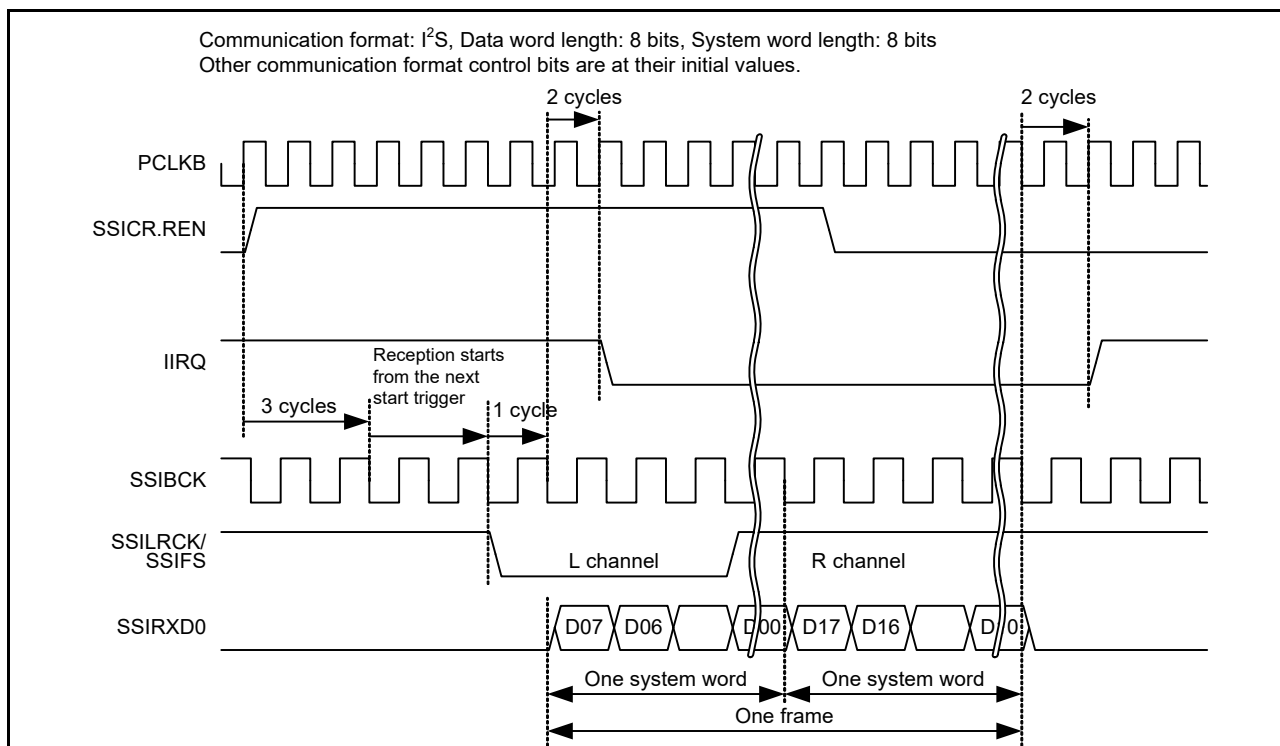 Communication format: I²S, Data word length: 8 bits, System word length: 8 bits
Other communication format control bits are at their initial values.
2 cycles
2 cycles
PCLKB
SSICR.REN
IIRQ
Reception starts
from the next
start trigger
3 cycles
1 cycle
SSIBCK
SSILRCK/
SSIFS
L channel
R channel
SSIRXD0
D07
D06
D00
D17
D16
One system word
One system word
One frame